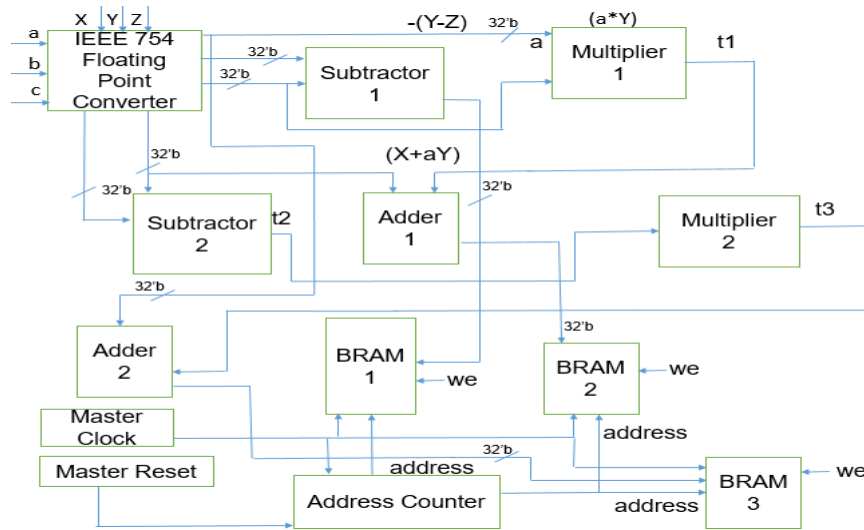 X Y Z
-(Y-Z)
32'b
(a*Y)
a
IEEE 754
Floating
Point
Converter
b
c
32'b
32'b
Subtractor
1
a
Multiplier
1
t1
32'b
32'b
(X+aY)
32'b
Subtractor
2
t2
Adder
1
Multiplier
2
t3
32'b
Adder
2
BRAM
1
we
32'b
BRAM
2
we
Master
Clock
address
32'b
Master Reset
address
Address Counter
address
BRAM
3
we